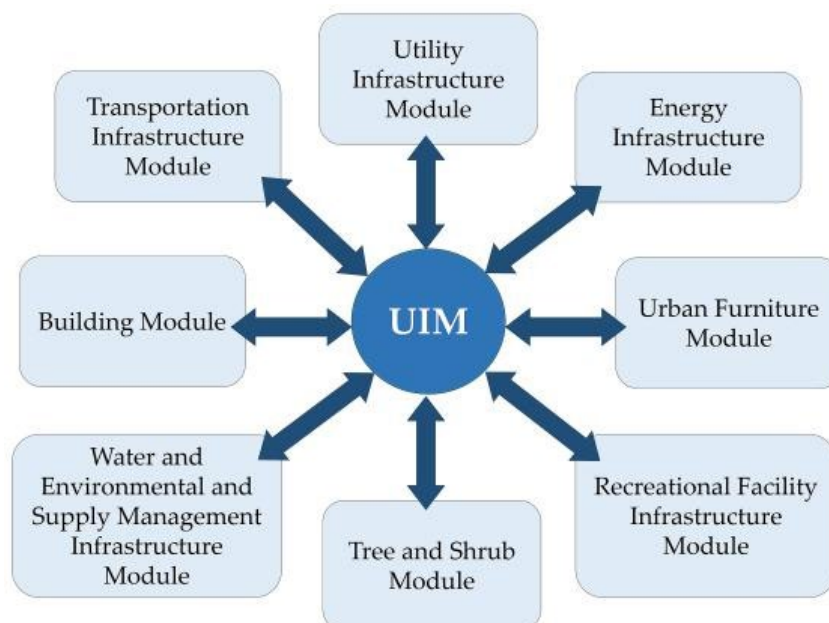 Utility
Infrastructure
Module
Transportation
Infrastructure
Module
Energy
Infrastructure
Module
Building Module
UIM
Urban Furniture
Module
Water and
Environmental and
Supply Management
Infrastructure
Module
Tree and Shrub
Module
Recreational Facility
Infrastructure
Module